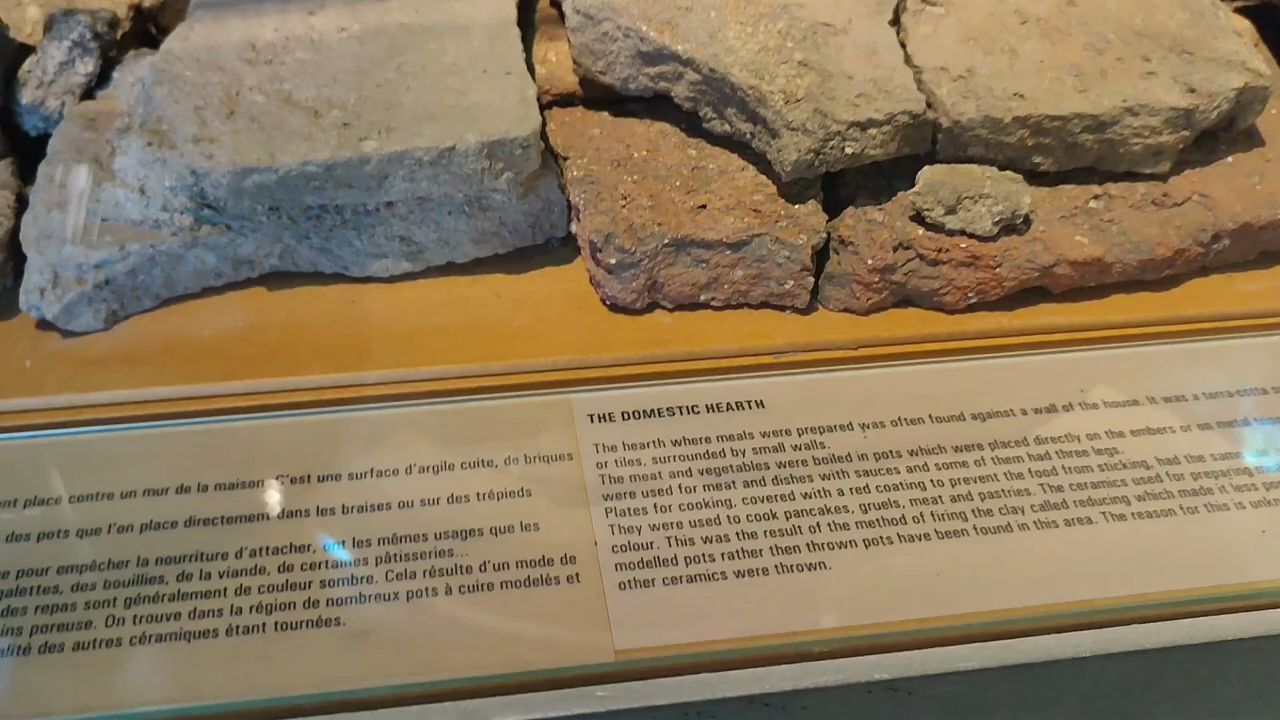 ent placé contre un mur de la maison. C'est une surface d'argile cuite, de briques
des pots que l'on place directement dans les braises ou sur des trépieds
e pour empêcher la nourriture d'attacher, ont les mêmes usages que les
galettes, des bouillies, de la viande, de certaines pâtisseries...
des repas sont généralement de couleur sombre. Cela résulte d'un mode de
ins poreuse. On trouve dans la région de nombreux pots à cuire modelés et
alité des autres céramiques étant tournées.
THE DOMESTIC HEARTH
The hearth where meals were prepared was often found against a wall of the house. It was a terra-cotta
or tiles, surrounded by small walls.
The meat and vegetables were boiled in pots which were placed directly on the embers or on metal
were used for meat and dishes with sauces and some of them had three legs.
Plates for cooking, covered with a red coating to prevent the food from sticking, had the same
They were used to cook pancakes, gruels, meat and pastries. The ceramics used for preparing
colour. This was the result of the method of firing the clay called reducing which made it less
modelled pots rather then thrown pots have been found in this area. The reason for this is
other ceramics were thrown.